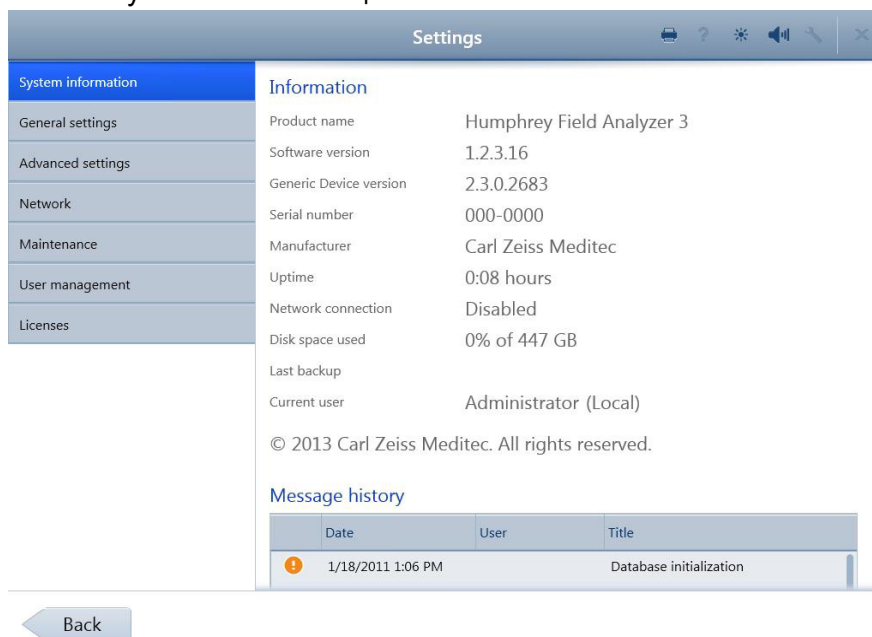 Settings
System information
General settings
Advanced settings
Network
Maintenance
User management
Licenses
Information
Product name Humphrey Field Analyzer 3
Software version 1.2.3.16
Generic Device version 2.3.0.2683
Serial number 000-0000
Manufacturer Carl Zeiss Meditec
Uptime 0:08 hours
Network connection Disabled
Disk space used 0% of 447 GB
Last backup
Current user Administrator (Local)
© 2013 Carl Zeiss Meditec. All rights reserved.
Message history
Date User Title
1/18/2011 1:06 PM Database initialization
Back